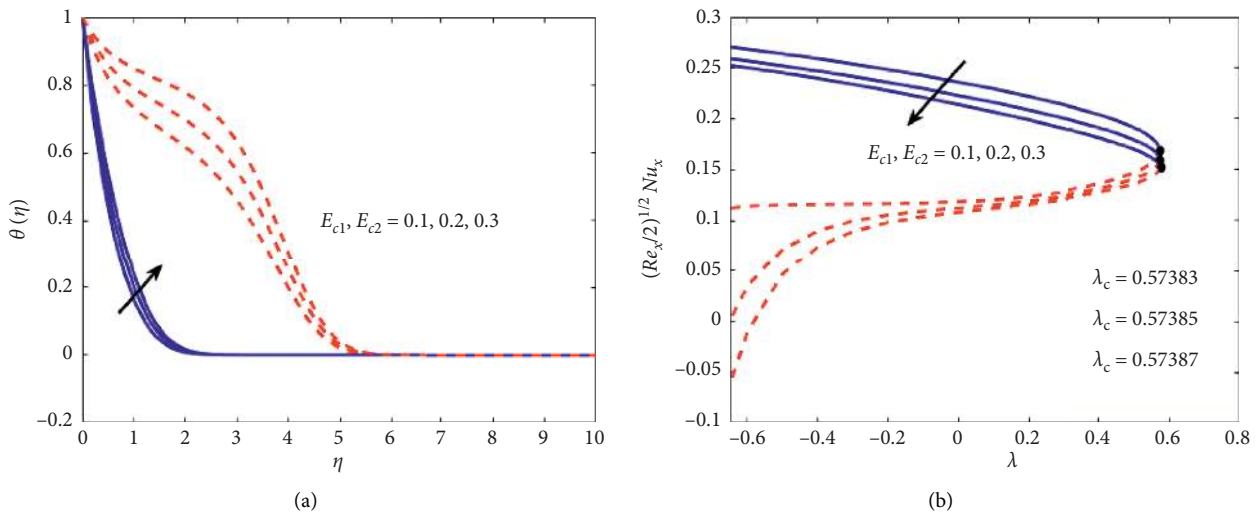 1
0.8
0.6
0.4
0.2
0
–0.2
θ (η)
E_c1, E_c2 = 0.1, 0.2, 0.3
0 1 2 3 4 5 6 7 8 9 10
η
(a)
0.3
0.25
0.2
0.15
0.1
0.05
0
–0.05
–0.1
(Re_x/2)^1/2 Nu_x
E_c1, E_c2 = 0.1, 0.2, 0.3
λ_c = 0.57383
λ_c = 0.57385
λ_c = 0.57387
–0.6 –0.4 –0.2 0 0.2 0.4 0.6 0.8
λ
(b)